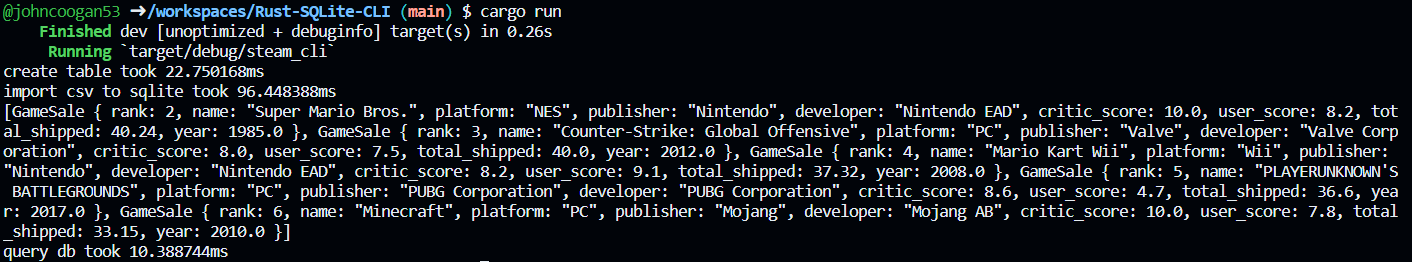 @johncoogan53 ➜/workspaces/Rust-SQLite-CLI (main) $ cargo run
    Finished dev [unoptimized + debuginfo] target(s) in 0.26s
     Running `target/debug/steam_cli`
create table took 22.750168ms
import csv to sqlite took 96.448388ms
[GameSale { rank: 2, name: "Super Mario Bros.", platform: "NES", publisher: "Nintendo", developer: "Nintendo EAD", critic_score: 10.0, user_score: 8.2, tot
al_shipped: 40.24, year: 1985.0 }, GameSale { rank: 3, name: "Counter-Strike: Global Offensive", platform: "PC", publisher: "Valve", developer: "Valve Corp
oration", critic_score: 8.0, user_score: 7.5, total_shipped: 40.0, year: 2012.0 }, GameSale { rank: 4, name: "Mario Kart Wii", platform: "Wii", publisher:
"Nintendo", developer: "Nintendo EAD", critic_score: 8.2, user_score: 9.1, total_shipped: 37.32, year: 2008.0 }, GameSale { rank: 5, name: "PLAYERUNKNOWN'S
 BATTLEGROUNDS", platform: "PC", publisher: "PUBG Corporation", developer: "PUBG Corporation", critic_score: 8.6, user_score: 4.7, total_shipped: 36.6, yea
r: 2017.0 }, GameSale { rank: 6, name: "Minecraft", platform: "PC", publisher: "Mojang", developer: "Mojang AB", critic_score: 10.0, user_score: 7.8, total
_shipped: 33.15, year: 2010.0 }]
query db took 10.388744ms